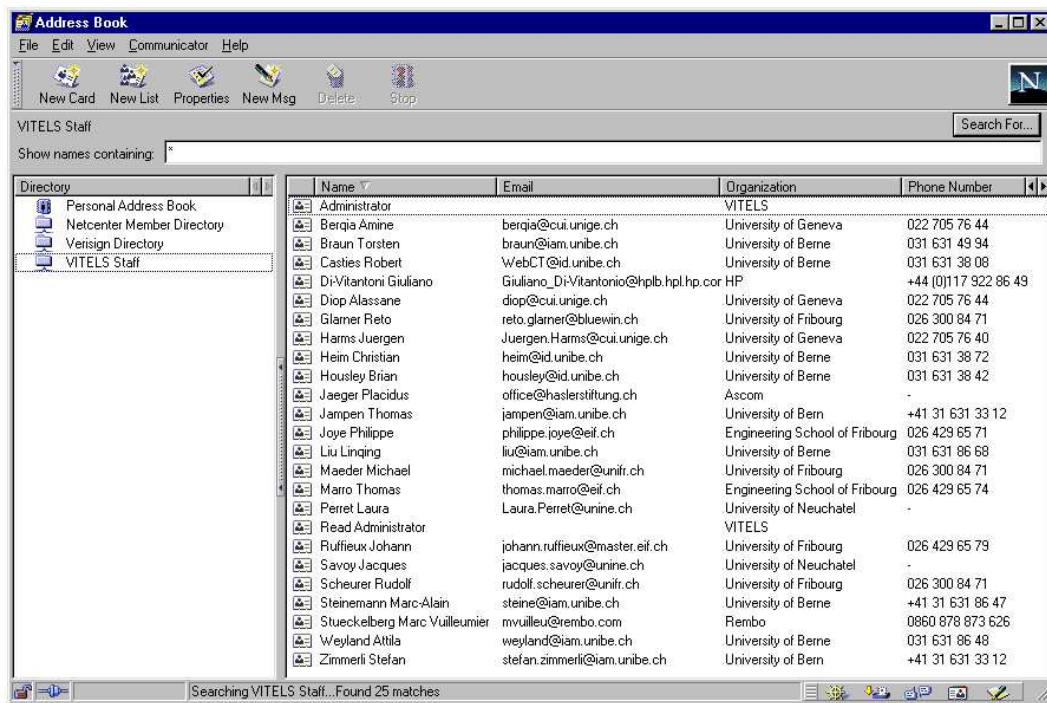 Address Book
File Edit View Communicator Help
New Card New List Properties New Msg Delete Stop
N
VITELS Staff Search For...
Show names containing: *
Directory Name Email Organization Phone Number
Personal Address Book
Netcenter Member Directory
Verisign Directory
VITELS Staff
Administrator VITELS
Berqia Amine berqia@cui.unige.ch University of Geneva 022 705 76 44
Braun Torsten braun@iam.unibe.ch University of Berne 031 631 49 94
Casties Robert WebCT@id.unibe.ch University of Berne 031 631 38 08
Di-Vitantoni Giuliano Giuliano_Di-Vitantonio@hplb.hpl.hp.cor HP +44 (0)117 922 86 49
Diop Alassane diop@cui.unige.ch University of Geneva 022 705 76 44
Glarner Reto reto.glarner@bluewin.ch University of Fribourg 026 300 84 71
Harms Juergen Juergen.Harms@cui.unige.ch University of Geneva 022 705 76 40
Heim Christian heim@id.unibe.ch University of Berne 031 631 38 72
Housley Brian housley@id.unibe.ch University of Berne 031 631 38 42
Jaeger Placidus office@haslerstiftung.ch Ascom -
Jampen Thomas jampen@iam.unibe.ch University of Bern +41 31 631 33 12
Joye Philippe philippe.joye@eif.ch Engineering School of Fribourg 026 429 65 71
Liu Linqing liu@iam.unibe.ch University of Berne 031 631 86 68
Maeder Michael michael.maeder@unifr.ch University of Fribourg 026 300 84 71
Marro Thomas thomas.marro@eif.ch Engineering School of Fribourg 026 429 65 74
Perret Laura Laura.Perret@unine.ch University of Neuchatel -
Read Administrator VITELS
Ruffieux Johann johann.ruffieux@master.eif.ch University of Fribourg 026 429 65 79
Savoy Jacques jacques.savoy@unine.ch University of Neuchatel -
Scheurer Rudolf rudolf.scheurer@unifr.ch University of Fribourg 026 300 84 71
Steinemann Marc-Alain steine@iam.unibe.ch University of Berne +41 31 631 86 47
Stueckelberg Marc Vuilleumier mvuilleu@rembo.com Rembo 0860 878 873 626
Weyland Attila weyland@iam.unibe.ch University of Berne 031 631 86 48
Zimmerli Stefan stefan.zimmerli@iam.unibe.ch University of Bern +41 31 631 33 12
Searching VITELS Staff...Found 25 matches